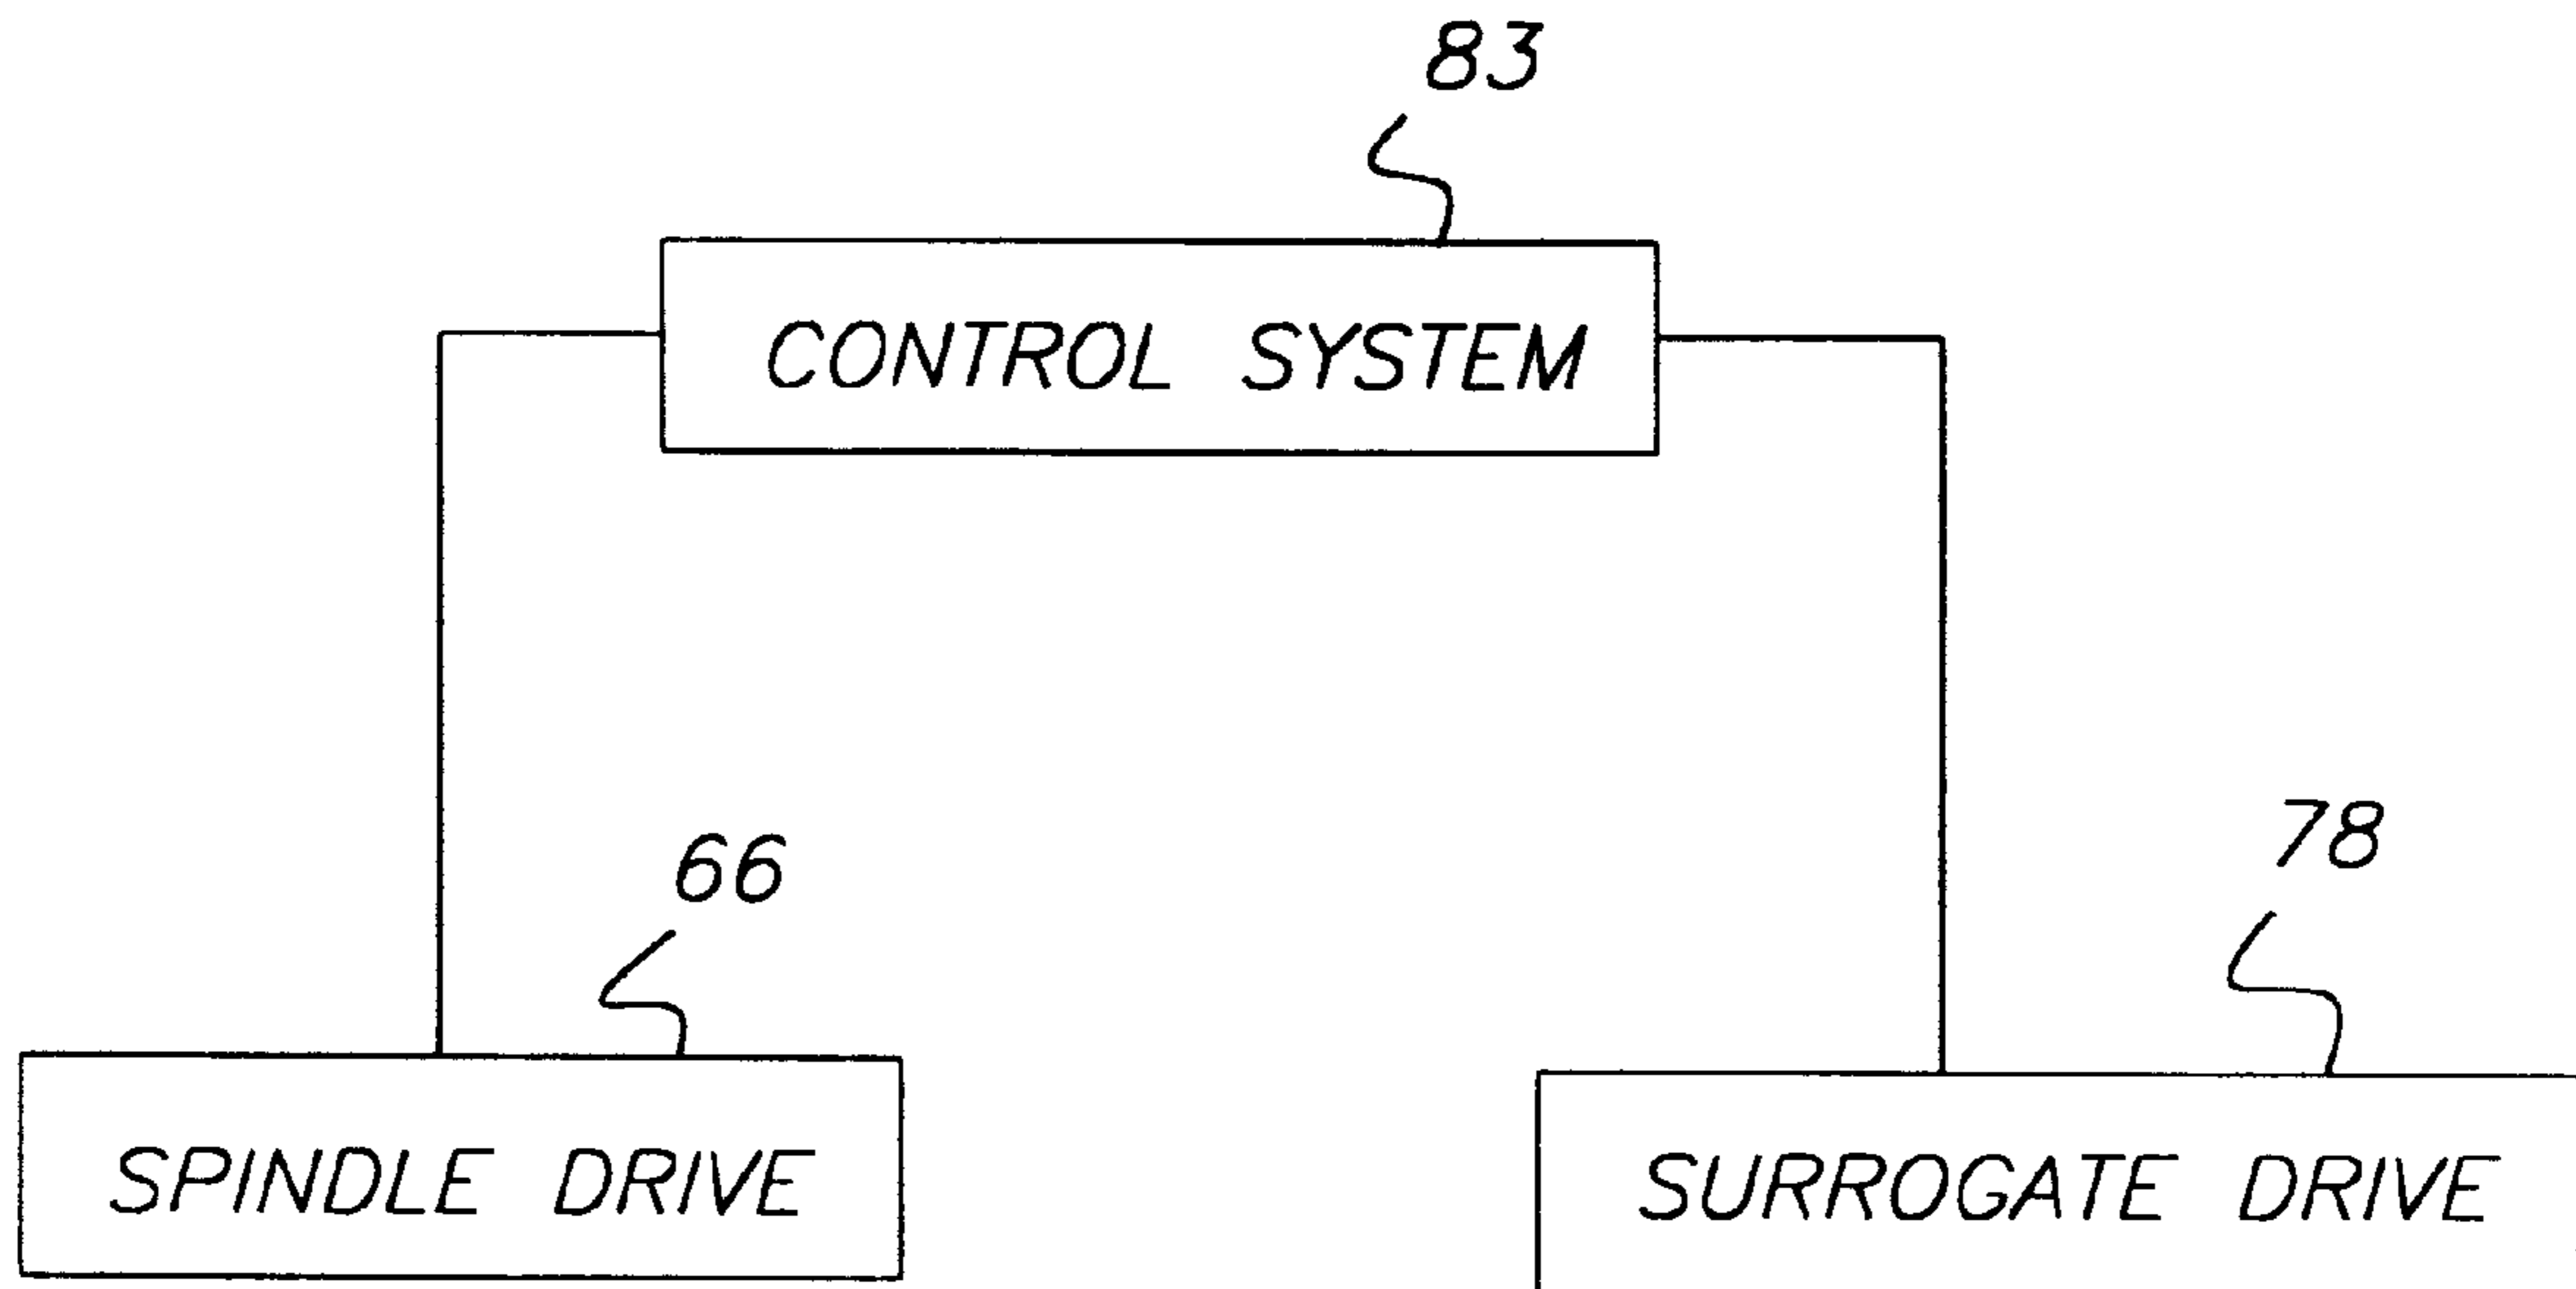 83
CONTROL SYSTEM
66
78
SPINDLE DRIVE
SURROGATE DRIVE